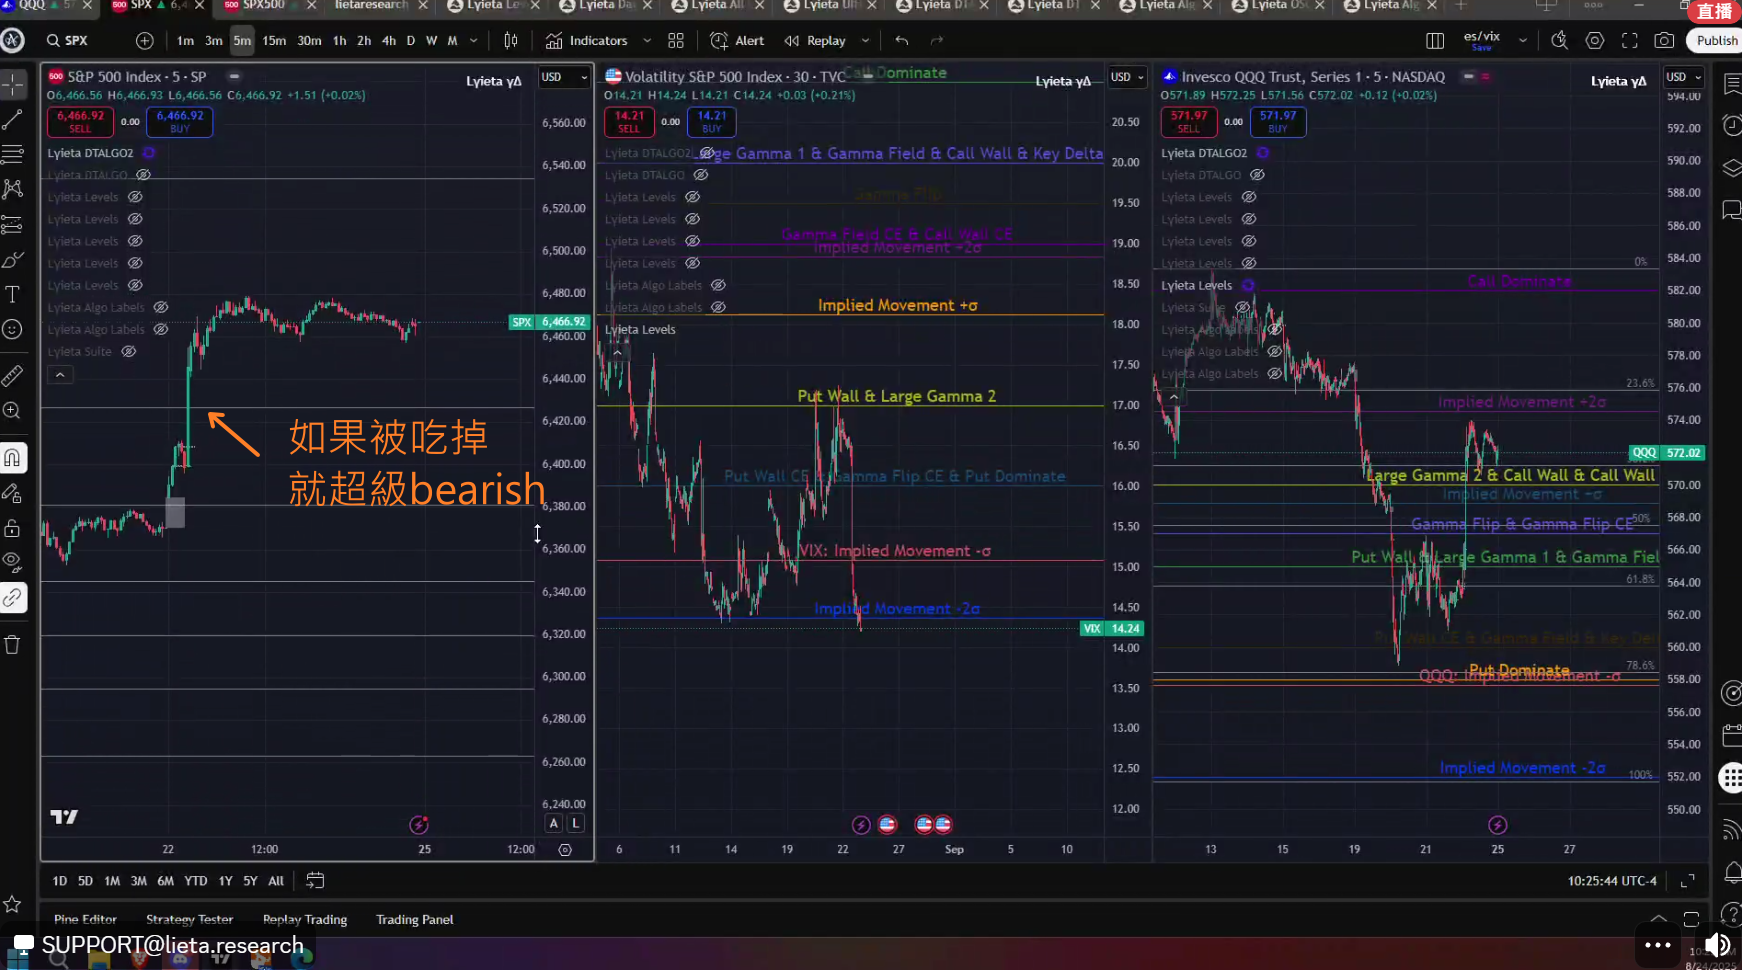 QQQ
SPX
SPX500
lietaresearch
直播
SPX
1m 3m 5m 15m 30m 1h 2h 4h D W M
Indicators
Alert
Replay
es/vix
Save
Publish
S&P 500 Index · 5 · SP
Lyieta γΔ
USD
O6,466.56 H6,466.93 L6,466.56 C6,466.92 +1.51 (+0.02%)
6,466.92
SELL
0.00
6,466.92
BUY
Lyieta DTALGO2
Lyieta DTALGO
Lyieta Levels
Lyieta Levels
Lyieta Levels
Lyieta Levels
Lyieta Levels
Lyieta Algo Labels
Lyieta Algo Labels
Lyieta Suite
如果被吃掉
就超級bearish
6,560.00
6,540.00
6,520.00
6,500.00
6,480.00
SPX 6,466.92
6,460.00
6,440.00
6,420.00
6,400.00
6,380.00
6,360.00
6,340.00
6,320.00
6,300.00
6,280.00
6,260.00
6,240.00
A L
22 12:00 25 12:00
Volatility S&P 500 Index · 30 · TVC
Call Dominate
Lyieta γΔ
USD
O14.21 H14.24 L14.21 C14.24 +0.03 (+0.21%)
14.21
SELL
0.00
14.21
BUY
Lyieta DTALGO2
Large Gamma 1 & Gamma Field & Call Wall & Key Delta
Lyieta DTALGO
Lyieta Levels
Gamma Flip
Lyieta Levels
Gamma Field CE & Call Wall CE
Lyieta Levels
Implied Movement +2σ
Lyieta Levels
Lyieta Algo Labels
Lyieta Algo Labels
Implied Movement +σ
Lyieta Levels
Put Wall & Large Gamma 2
Put Wall CE & Gamma Flip CE & Put Dominate
VIX: Implied Movement -σ
Implied Movement -2σ
20.50
20.00
19.50
19.00
18.50
18.00
17.50
17.00
16.50
16.00
15.50
15.00
14.50
VIX 14.24
14.00
13.50
13.00
12.50
12.00
6 11 14 19 22 27 Sep 5 10
Invesco QQQ Trust, Series 1 · 5 · NASDAQ
Lyieta γΔ
USD
O571.89 H572.25 L571.56 C572.02 +0.12 (+0.02%)
571.97
SELL
0.00
571.97
BUY
Lyieta DTALGO2
Lyieta DTALGO
Lyieta Levels
Lyieta Levels
Lyieta Levels
Lyieta Levels
Lyieta Levels
Call Dominate
Lyieta Suite
Lyieta Algo Labels
Lyieta Algo Labels
Lyieta Algo Labels
Implied Movement +2σ
Large Gamma 2 & Call Wall & Call Wall
Implied Movement +σ
Gamma Flip & Gamma Flip CE
Put Wall & Large Gamma 1 & Gamma Fiel
Put Wall CE & Gamma Field & Key Del
Put Dominate
QQQ: Implied Movement -σ
Implied Movement -2σ
0%
23.6%
50%
61.8%
78.6%
100%
594.00
592.00
590.00
588.00
586.00
584.00
582.00
580.00
578.00
576.00
574.00
QQQ 572.02
570.00
568.00
566.00
564.00
562.00
560.00
558.00
556.00
554.00
552.00
550.00
13 15 19 21 25 27
1D 5D 1M 3M 6M YTD 1Y 5Y All
10:25:44 UTC-4
Pine Editor Strategy Tester Replay Trading Trading Panel
SUPPORT@lieta.research
8/24/2025